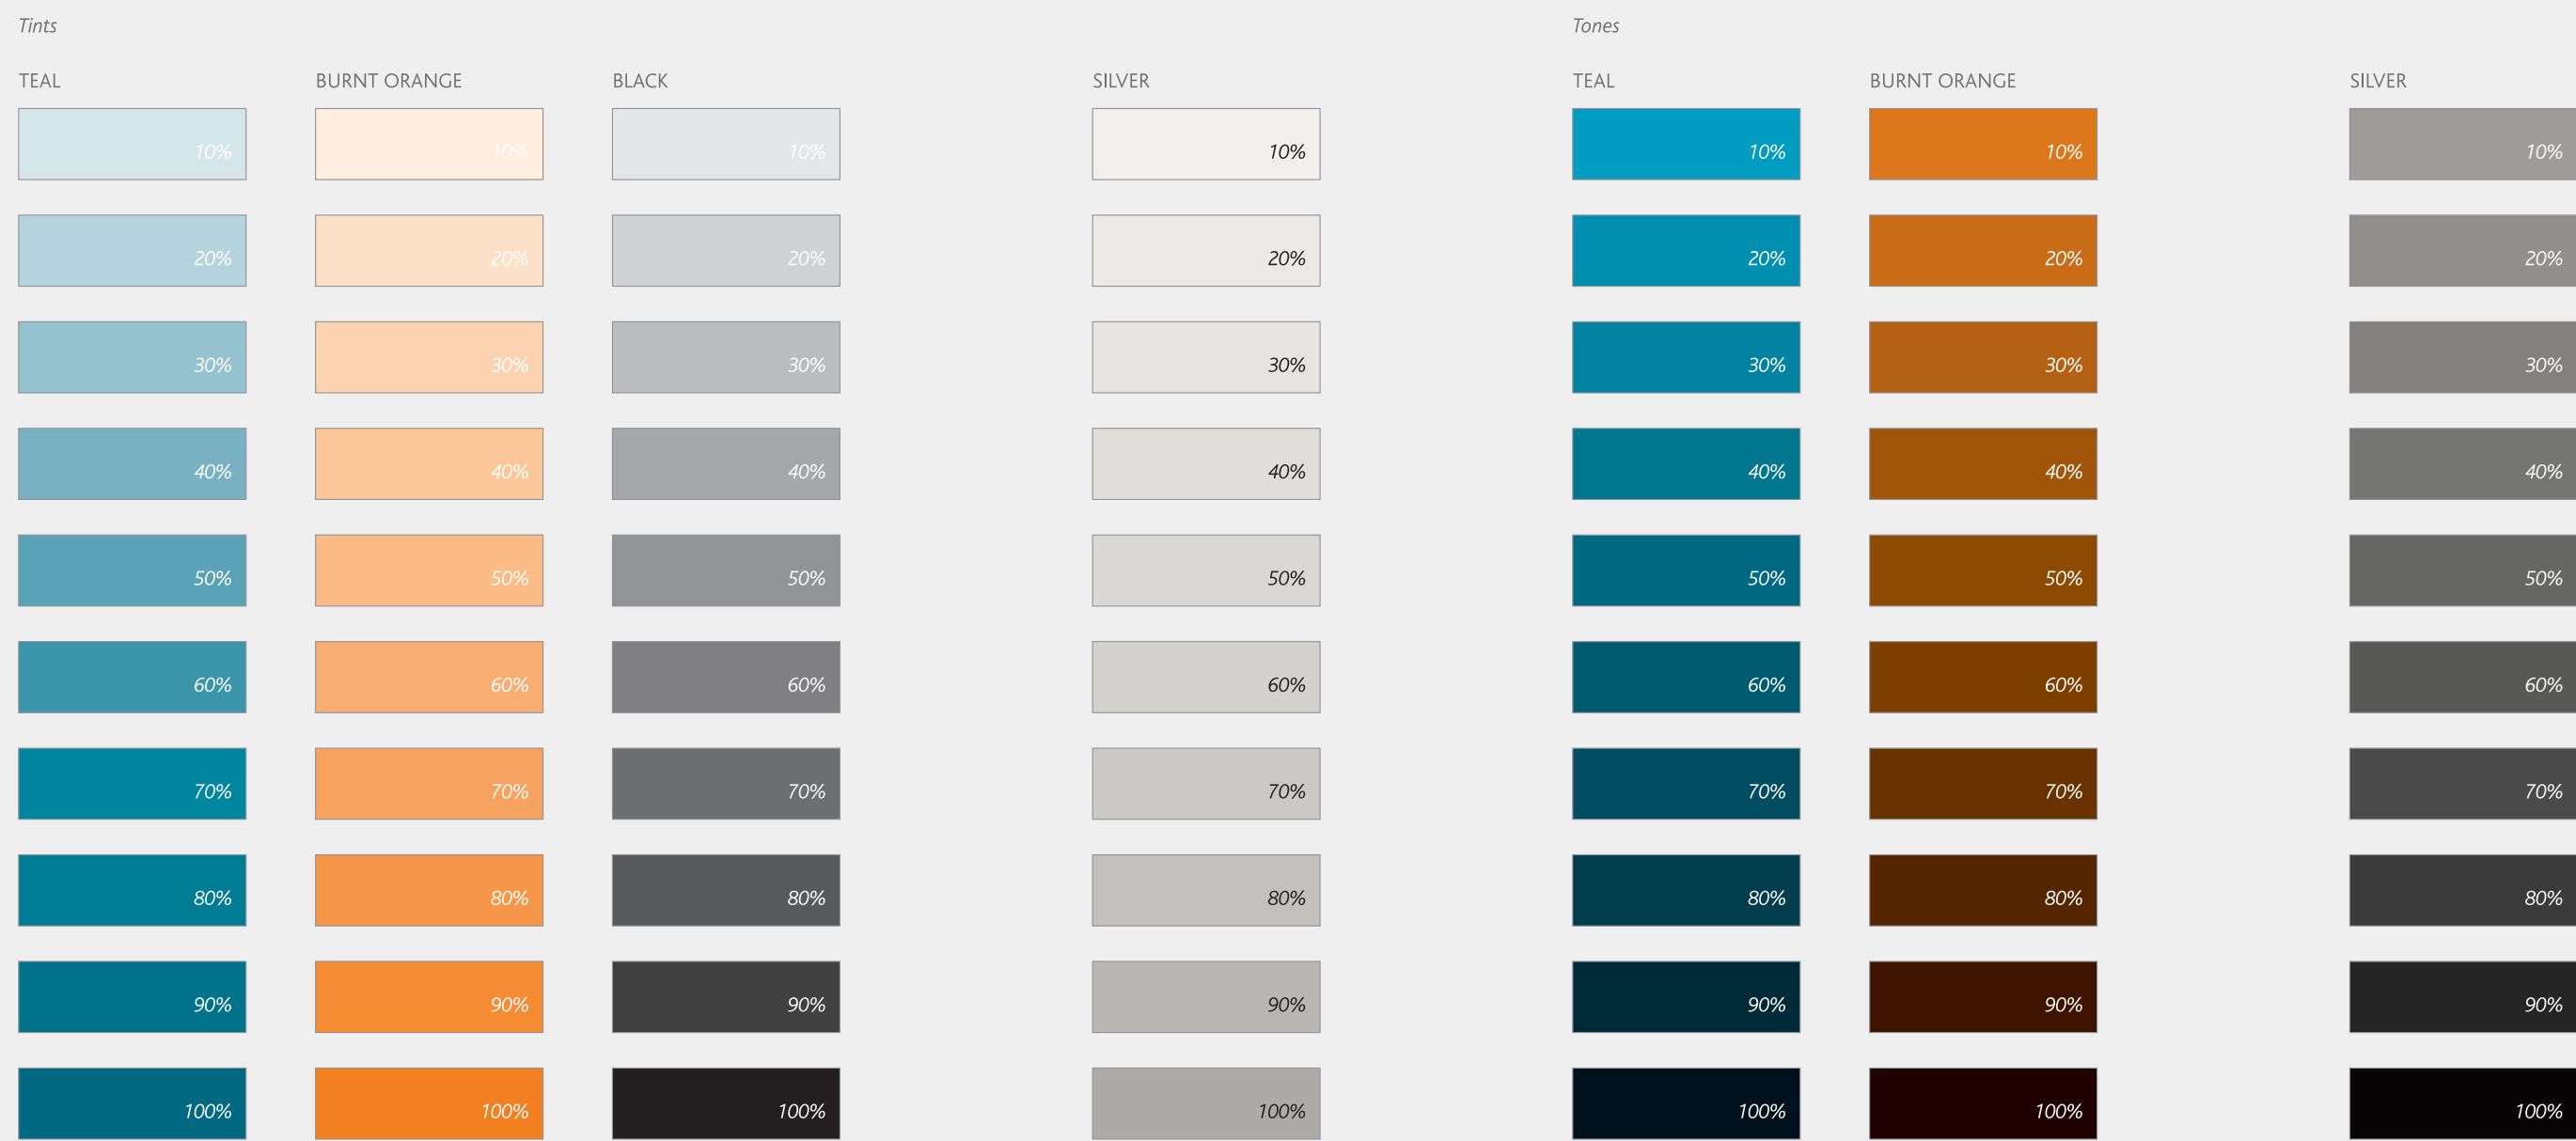 Tints Tones
TEAL BURNT ORANGE BLACK SILVER TEAL BURNT ORANGE SILVER
10% 10% 10% 10% 10% 10% 10%
20% 20% 20% 20% 20% 20% 20%
30% 30% 30% 30% 30% 30% 30%
40% 40% 40% 40% 40% 40% 40%
50% 50% 50% 50% 50% 50% 50%
60% 60% 60% 60% 60% 60% 60%
70% 70% 70% 70% 70% 70% 70%
80% 80% 80% 80% 80% 80% 80%
90% 90% 90% 90% 90% 90% 90%
100% 100% 100% 100% 100% 100% 100%